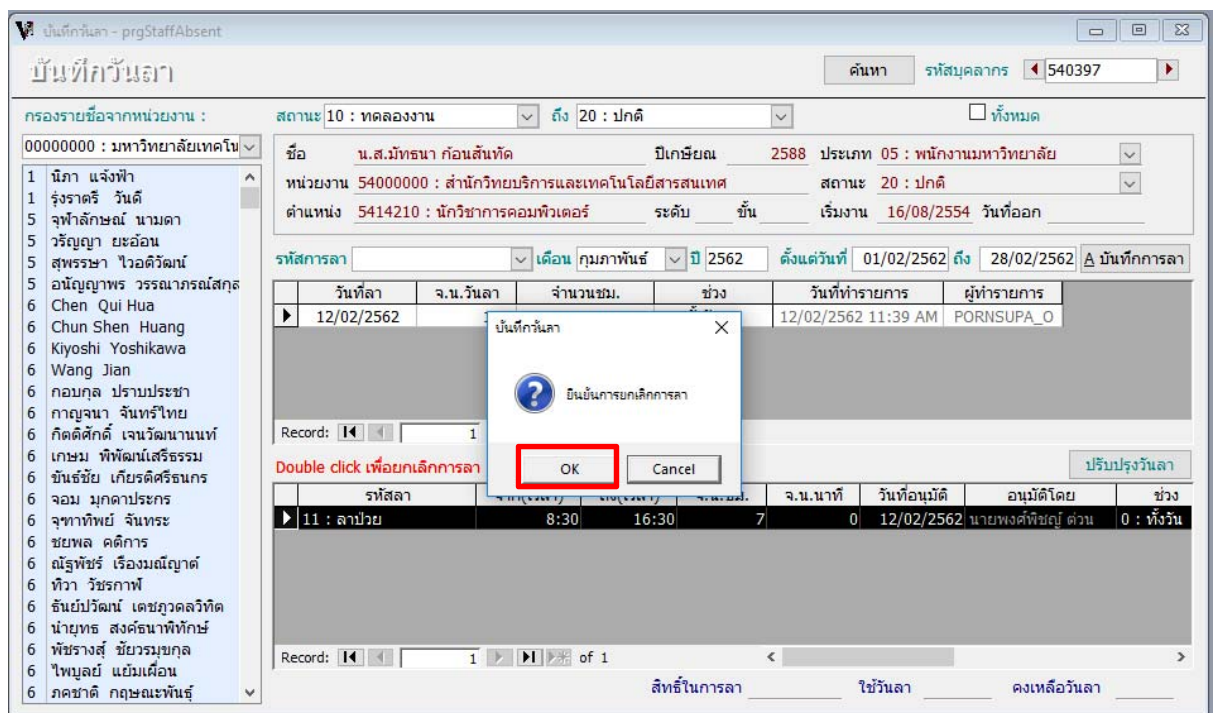 บันทึกวันลา - prgStaffAbsent
บันทึกวันลา
ค้นหา รหัสบุคลากร 540397
กรองรายชื่อจากหน่วยงาน :
สถานะ 10 : ทดลองงาน ถึง 20 : ปกติ ทั้งหมด
00000000 : มหาวิทยาลัยเทคโน
ชื่อ น.ส.มัทธนา ก้อนสันทัด ปีเกษียณ 2588 ประเภท 05 : พนักงานมหาวิทยาลัย
หน่วยงาน 54000000 : สำนักวิทยบริการและเทคโนโลยีสารสนเทศ สถานะ 20 : ปกติ
ตำแหน่ง 5414210 : นักวิชาการคอมพิวเตอร์ ระดับ ขั้น เริ่มงาน 16/08/2554 วันที่ออก
1 นิภา แจ้งฟ้า
1 รุ่งราตรี วันดี
5 จุฬาลักษณ์ นามดา
5 วรัญญา ยะอ้อน
5 สุพรรษา ไวอติวัฒน์
5 อนัญญาพร วรรณาภรณ์สกุล
6 Chen Qui Hua
6 Chun Shen Huang
6 Kiyoshi Yoshikawa
6 Wang Jian
6 กอบกุล ปราบประชา
6 กาญจนา จันทร์ไทย
6 กิตติศักดิ์ เจนวัฒนานนท์
6 เกษม พิพัฒน์เสรีธรรม
6 ขันธ์ชัย เกียรติศรีธนกร
6 จอม มุกดาประกร
6 จุฑาทิพย์ จันทระ
6 ชยพล คติการ
6 ณัฐพัชร์ เรืองมณีญาต์
6 ทิวา วัชรกาฬ
6 ธันย์ปวัฒน์ เตชภูวดลวิทิต
6 นำยุทธ สงค์ธนาพิทักษ์
6 พัชรางสุ์ ชัยวรมุขกุล
6 ไพบูลย์ แย้มเผื่อน
6 ภคชาติ กฤษณะพันธุ์
รหัสการลา เดือน กุมภาพันธ์ ปี 2562 ตั้งแต่วันที่ 01/02/2562 ถึง 28/02/2562 A บันทึกการลา
วันที่ลา จ.น.วันลา จำนวนชม. ช่วง วันที่ทำรายการ ผู้ทำรายการ
12/02/2562 12/02/2562 11:39 AM PORNSUPA_O
บันทึกวันลา
ยืนยันการยกเลิกการลา
OK Cancel
Record: 1
Double click เพื่อยกเลิกการลา ปรับปรุงวันลา
รหัสลา จาก(เวลา) ถึง(เวลา) จ.น.ชม. จ.น.นาที วันที่อนุมัติ อนุมัติโดย ช่วง
11 : ลาป่วย 8:30 16:30 7 0 12/02/2562 นายพงศ์พิชญ์ ต่วน 0 : ทั้งวัน
Record: 1 of 1
สิทธิ์ในการลา ใช้วันลา คงเหลือวันลา